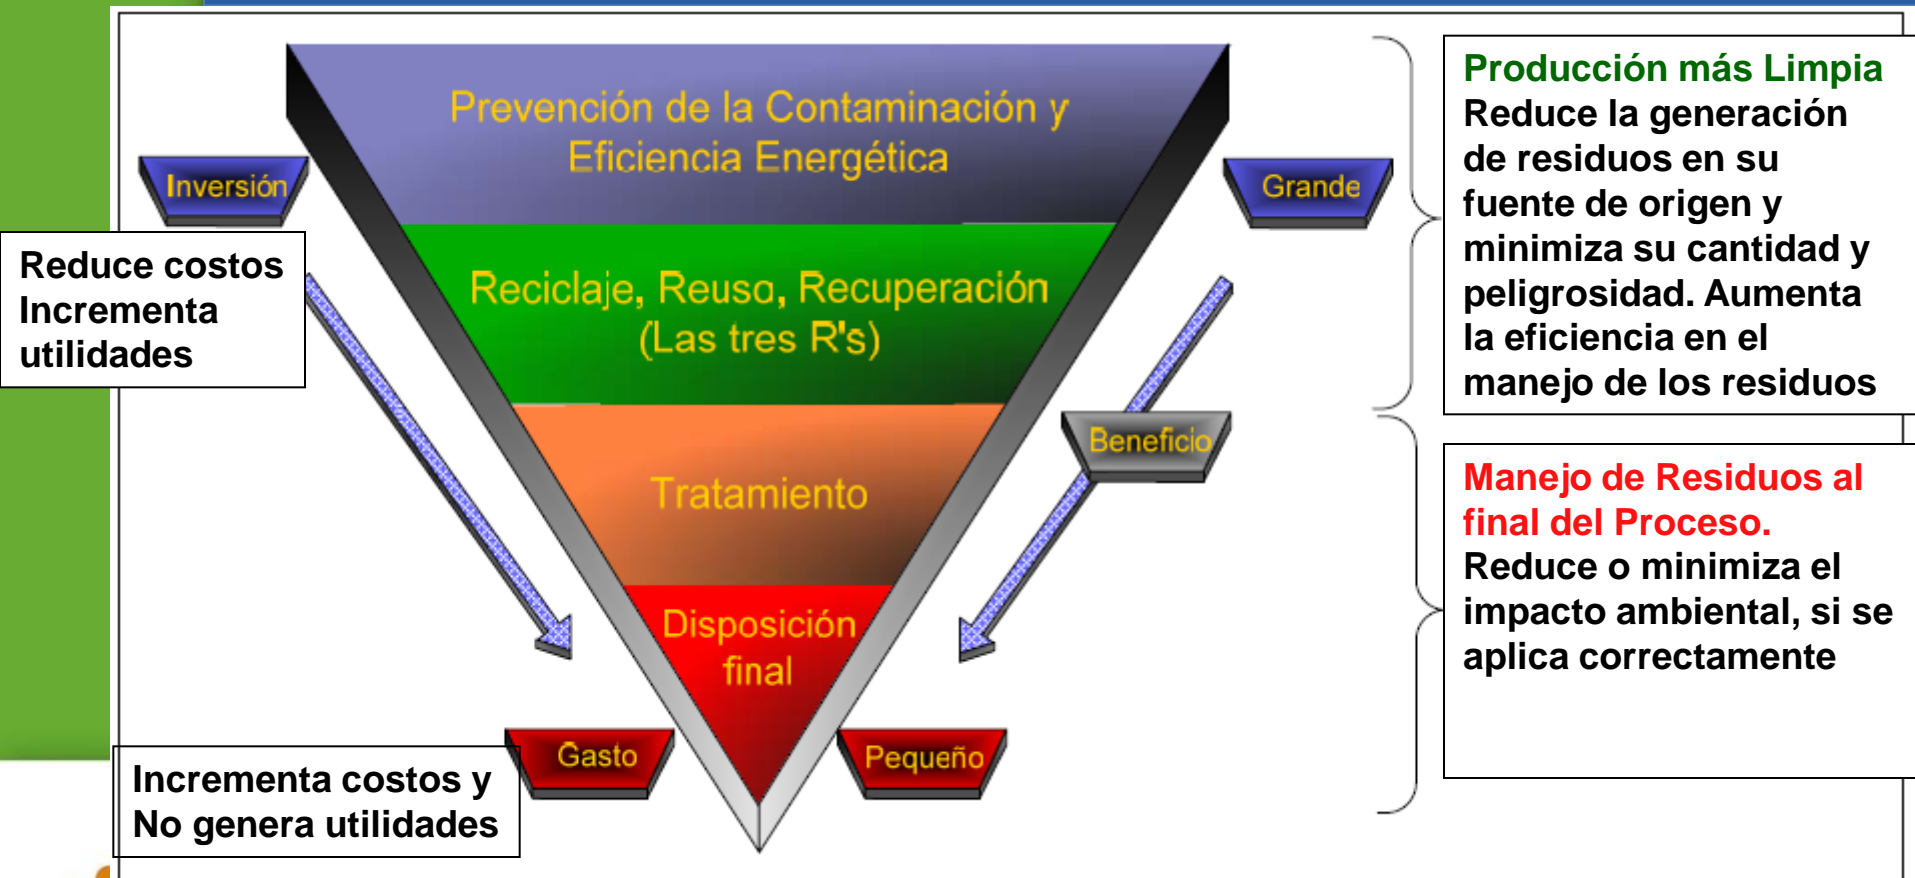 Prevención de la Contaminación y
Eficiencia Energética
Inversión
Grande
Reduce costos
Incrementa
utilidades
Reciclaje, Reuso, Recuperación
(Las tres R's)
Beneficio
Tratamiento
Disposición
final
Gasto
Pequeño
Incrementa costos y
No genera utilidades
Producción más Limpia
Reduce la generación
de residuos en su
fuente de origen y
minimiza su cantidad y
peligrosidad. Aumenta
la eficiencia en el
manejo de los residuos
Manejo de Residuos al
final del Proceso.
Reduce o minimiza el
impacto ambiental, si se
aplica correctamente